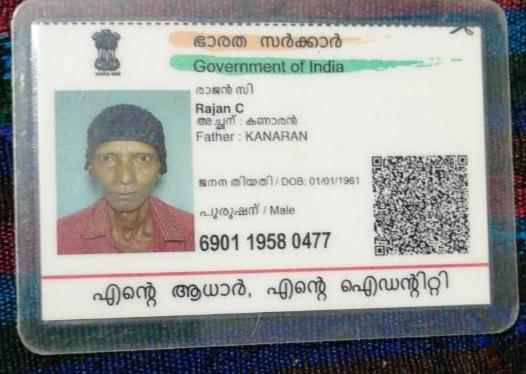 ഭാരത സർക്കാർ
Government of India
രാജൻ സി
Rajan C
അച്ഛന് : കണാരൻ
Father : KANARAN
ജനന തിയതി / DOB: 01/01/1961
പുരുഷന് / Male
6901 1958 0477
എന്റെ ആധാർ, എന്റെ ഐഡന്റിറ്റി